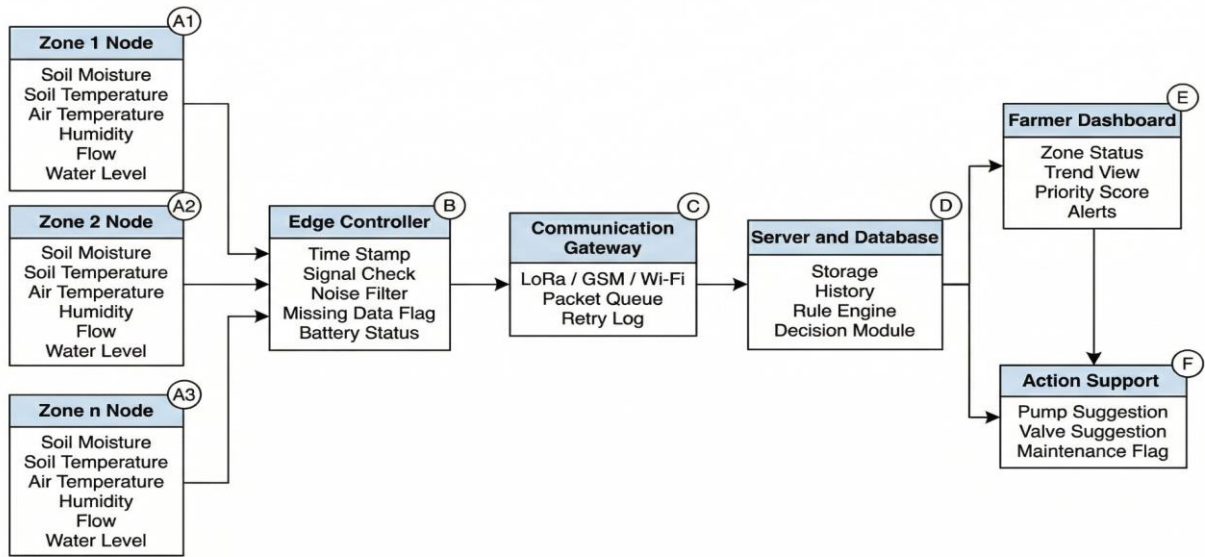 A1
Zone 1 Node
Soil Moisture
Soil Temperature
Air Temperature
Humidity
Flow
Water Level
A2
Zone 2 Node
Soil Moisture
Soil Temperature
Air Temperature
Humidity
Flow
Water Level
A3
Zone n Node
Soil Moisture
Soil Temperature
Air Temperature
Humidity
Flow
Water Level
B
Edge Controller
Time Stamp
Signal Check
Noise Filter
Missing Data Flag
Battery Status
C
Communication
Gateway
LoRa / GSM / Wi-Fi
Packet Queue
Retry Log
D
Server and Database
Storage
History
Rule Engine
Decision Module
E
Farmer Dashboard
Zone Status
Trend View
Priority Score
Alerts
F
Action Support
Pump Suggestion
Valve Suggestion
Maintenance Flag